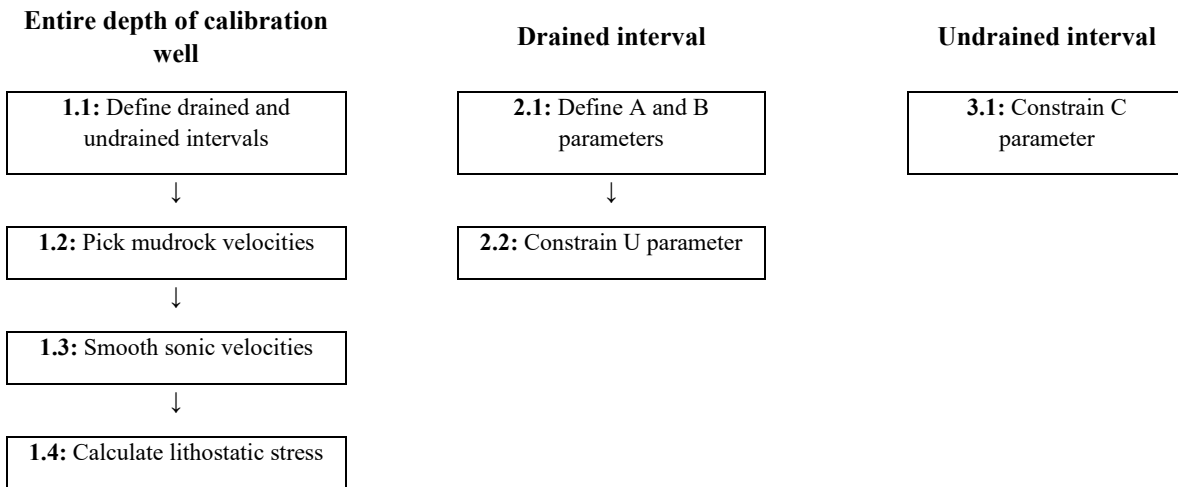 Entire depth of calibration
well
1.1: Define drained and
undrained intervals
↓
1.2: Pick mudrock velocities
↓
1.3: Smooth sonic velocities
↓
1.4: Calculate lithostatic stress
Drained interval
2.1: Define A and B
parameters
↓
2.2: Constrain U parameter
Undrained interval
3.1: Constrain C
parameter